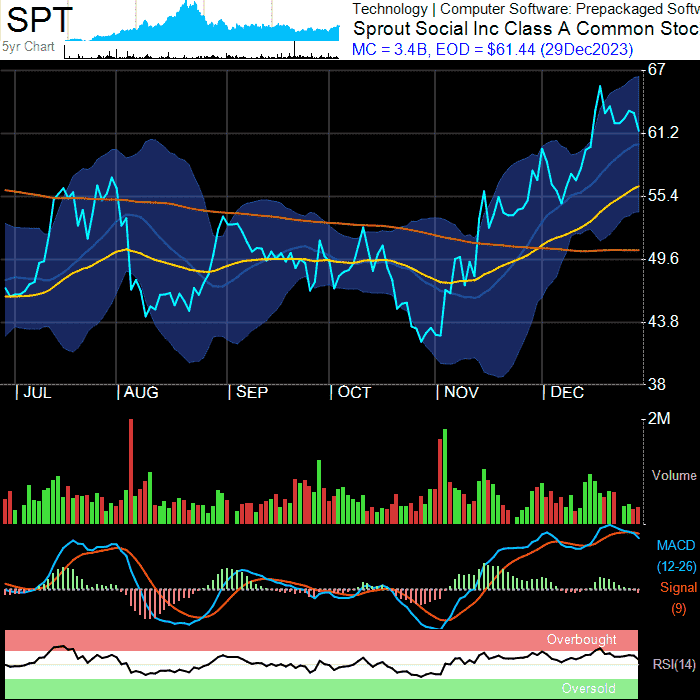 SPT
5yr Chart
Technology | Computer Software: Prepackaged Softw
Sprout Social Inc Class A Common Stoc
MC = 3.4B, EOD = $61.44 (29Dec2023)
67
61.2
55.4
49.6
43.8
38
| JUL | AUG | SEP | OCT | NOV | DEC
2M
Volume
MACD
(12-26)
Signal
(9)
Overbought
RSI(14)
Oversold